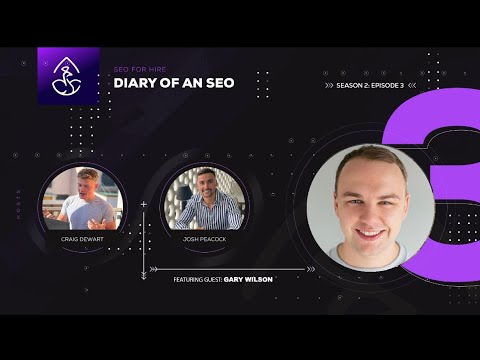 SEO FOR HIRE
DIARY OF AN SEO
SEASON 2: EPISODE 3
3
HOSTS
CRAIG DEWART
JOSH PEACOCK
FEATURING GUEST: GARY WILSON